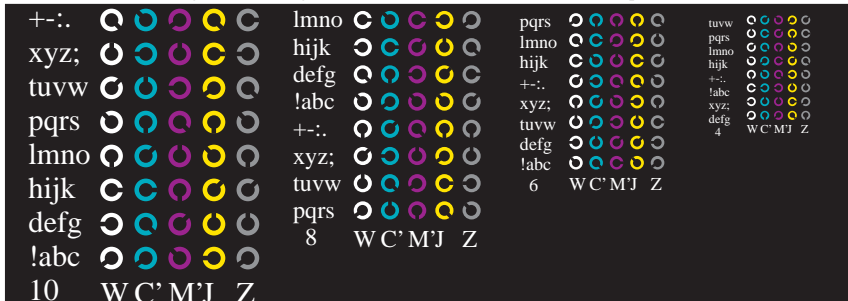 +-:.
xyz;
tuvw
pqrs
lmno
hijk
defg
!abc
10 W C' M'J Z
lmno
hijk
defg
!abc
+-:.
xyz;
tuvw
pqrs
8 W C' M'J Z
pqrs
lmno
hijk
+-:.
xyz;
tuvw
defg
!abc
6 W C' M'J Z
tuvw
pqrs
lmno
hijk
+-:.
!abc
xyz;
defg
4 W C' M'J Z